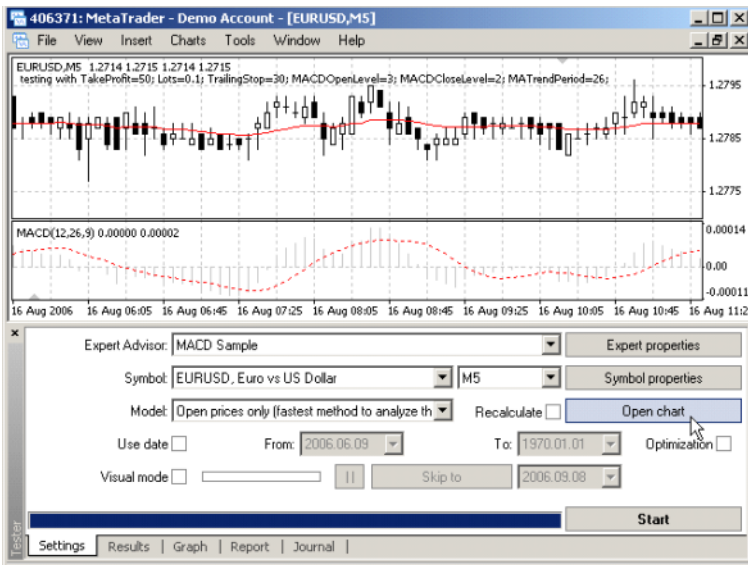 406371: MetaTrader - Demo Account - [EURUSD,M5]
File View Insert Charts Tools Window Help
EURUSD,M5 1.2714 1.2715 1.2714 1.2715
testing with TakeProfit=50; Lots=0.1; TrailingStop=30; MACDOpenLevel=3; MACDCloseLevel=2; MATrendPeriod=26;
1.2795
1.2785
1.2775
MACD(12,26,9) 0.00000 0.00002
0.00014
0.00
-0.00011
16 Aug 2006 16 Aug 06:05 16 Aug 06:45 16 Aug 07:25 16 Aug 08:05 16 Aug 08:45 16 Aug 09:25 16 Aug 10:05 16 Aug 10:45 16 Aug 11:2
Expert Advisor: MACD Sample Expert properties
Symbol: EURUSD, Euro vs US Dollar M5 Symbol properties
Model: Open prices only (fastest method to analyze th Recalculate Open chart
Use date From: 2006.06.09 To: 1970.01.01 Optimization
Visual mode Skip to 2006.09.08
Start
Tester
Settings Results Graph Report Journal